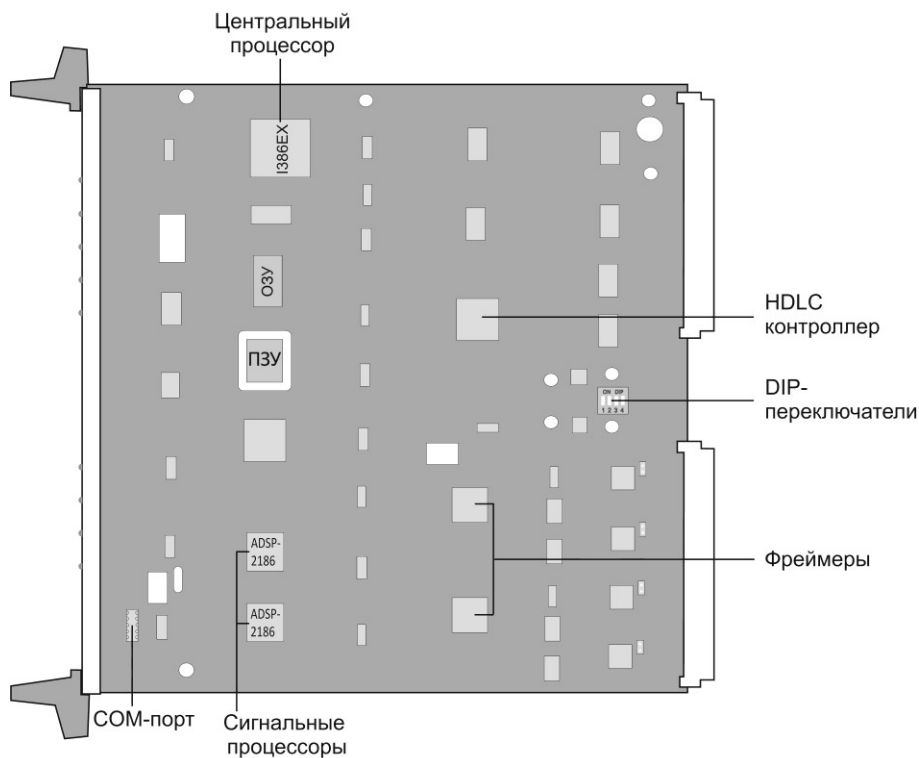 Центральный
процессор
I386EX
ОЗУ
HDLC
контроллер
ПЗУ
DIP-
переключатели
ON DIP
1 2 3 4
ADSP-
2186
Фреймеры
ADSP-
2186
COM-порт
Сигнальные
процессоры